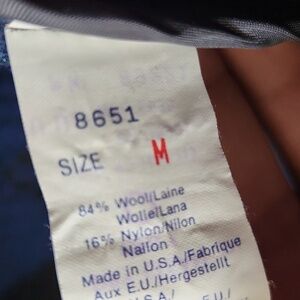 8651
SIZE M
84% Wool/Laine
Wolle/Lana
16% Nylon/Nilon
Nailon
Made in U.S.A./Fabrique
Aux E.U./Hergestellt
U.S.A./
E.U./